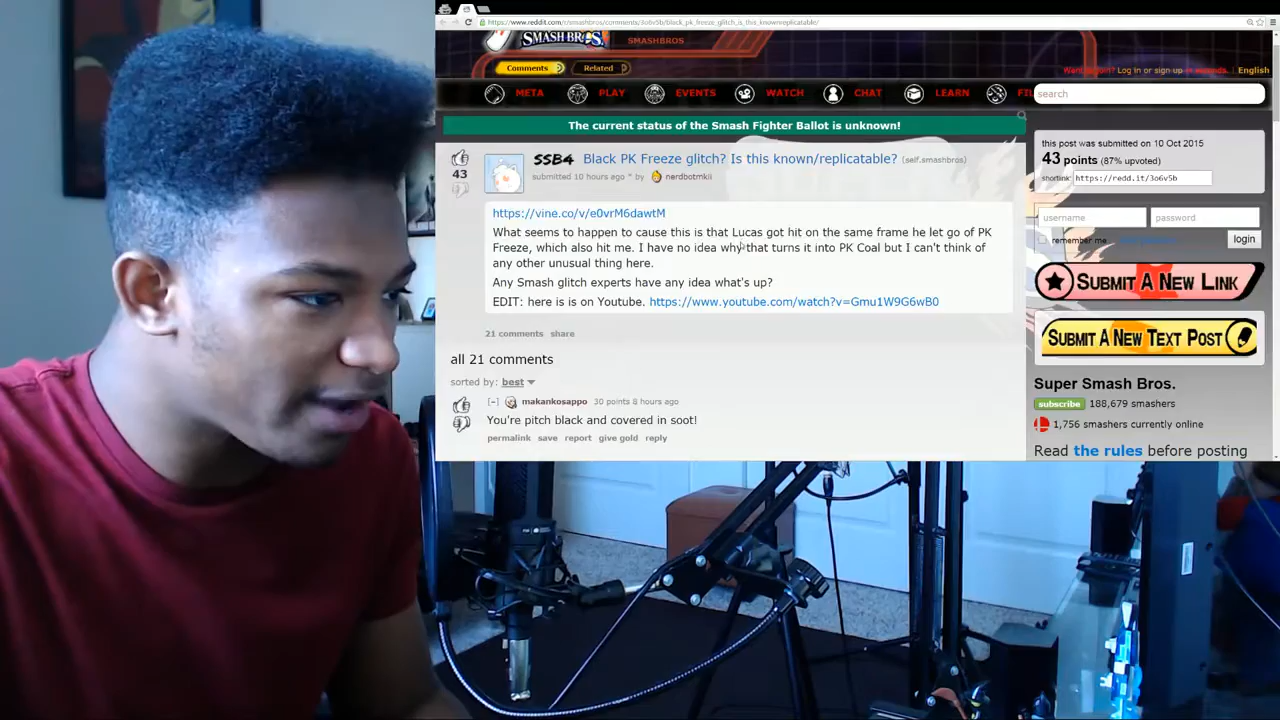 https://www.reddit.com/r/smashbros/comments/3o6v5b/black_pk_freeze_glitch_is_this_known/replicatable/
SMASH BROS.
SMASHBROS
Comments
Related
Log in or sign up
English
META
PLAY
EVENTS
WATCH
CHAT
LEARN
search
The current status of the Smash Fighter Ballot is unknown!
43
SSB4 Black PK Freeze glitch? Is this known/replicatable? (self.smashbros)
submitted 10 hours ago * by nerdbotmkii
https://vine.co/v/e0vrM6dawtM
What seems to happen to cause this is that Lucas got hit on the same frame he let go of PK
Freeze, which also hit me. I have no idea why that turns it into PK Coal but I can't think of
any other unusual thing here.
Any Smash glitch experts have any idea what's up?
EDIT: here is is on Youtube. https://www.youtube.com/watch?v=Gmu1W9G6wB0
21 comments share
all 21 comments
sorted by: best
[-] makankosappo 30 points 8 hours ago
You're pitch black and covered in soot!
permalink save report give gold reply
this post was submitted on 10 Oct 2015
43 points (87% upvoted)
shortlink: https://redd.it/3o6v5b
username password
remember me
login
SUBMIT A NEW LINK
SUBMIT A NEW TEXT POST
Super Smash Bros.
subscribe 188,679 smashers
1,756 smashers currently online
Read the rules before posting